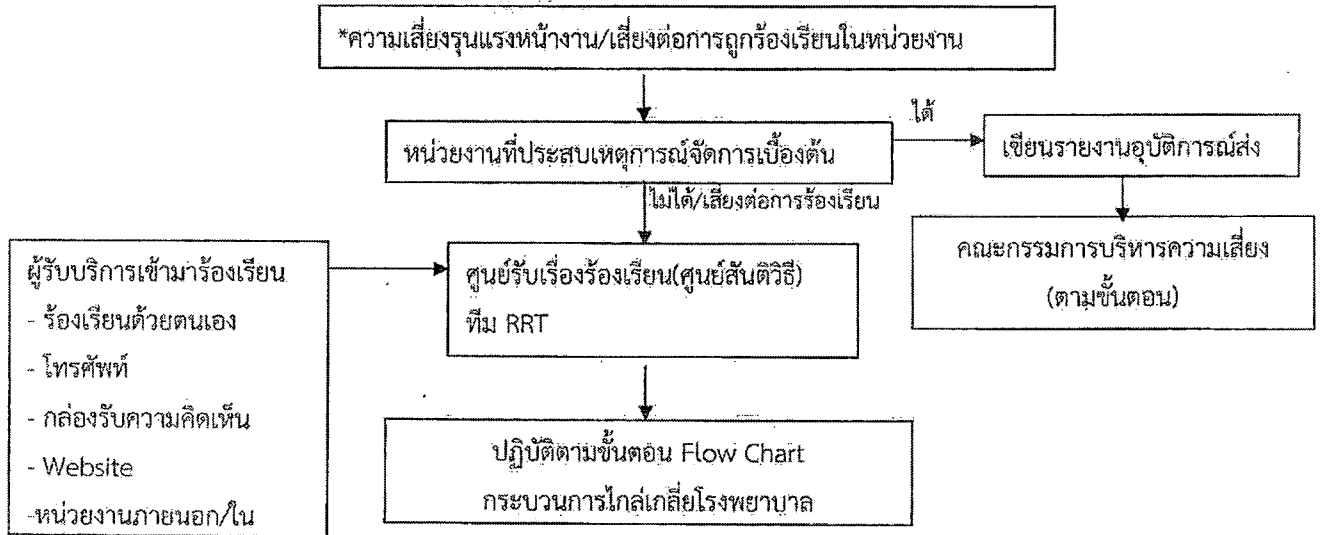 *ความเสี่ยงรุนแรงหน้างาน/เสี่ยงต่อการถูกร้องเรียนในหน่วยงาน
ได้
หน่วยงานที่ประสบเหตุการณ์จัดการเบื้องต้น
เขียนรายงานอุบัติการณ์ส่ง
ไม่ได้/เสี่ยงต่อการร้องเรียน
คณะกรรมการบริหารความเสี่ยง
(ตามขั้นตอน)
ผู้รับบริการเข้ามาร้องเรียน
- ร้องเรียนด้วยตนเอง
- โทรศัพท์
- กล่องรับความคิดเห็น
- Website
-หน่วยงานภายนอก/ใน
ศูนย์รับเรื่องร้องเรียน(ศูนย์สันติวิธี)
ทีม RRT
ปฏิบัติตามขั้นตอน Flow Chart
กระบวนการไกล่เกลี่ยโรงพยาบาล